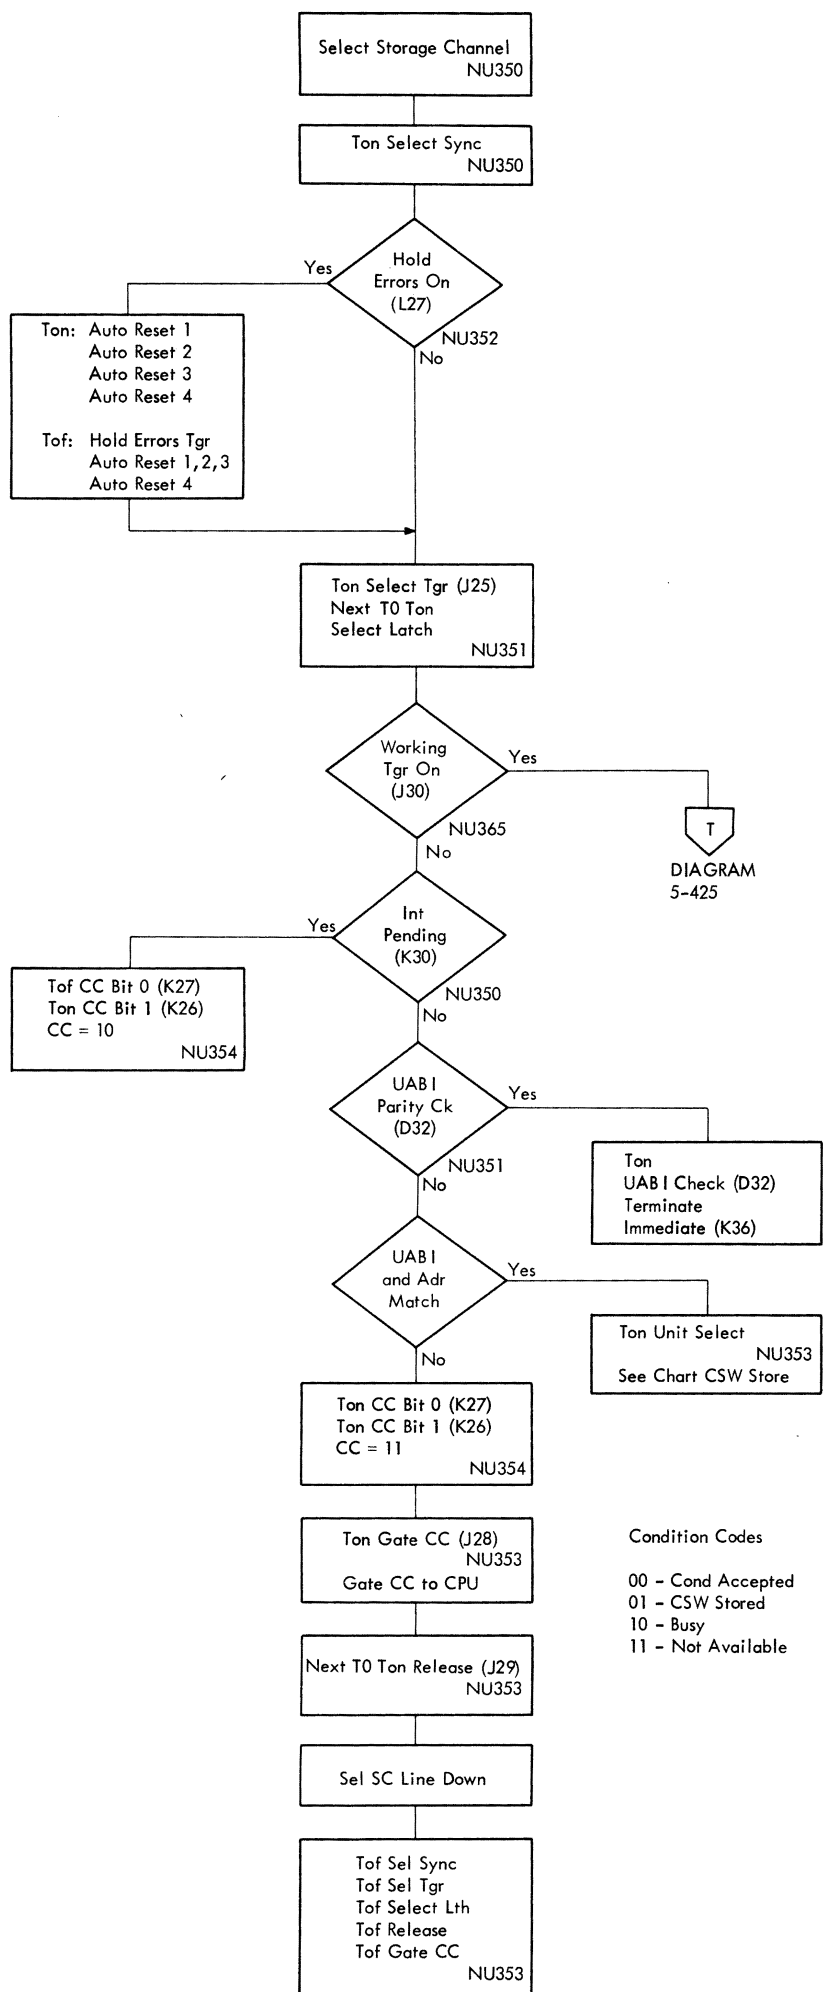 Select Storage Channel
NU350
Ton Select Sync
NU350
Hold
Errors On
(L27)
Yes
NU352
No
Ton: Auto Reset 1
Auto Reset 2
Auto Reset 3
Auto Reset 4
Tof: Hold Errors Tgr
Auto Reset 1,2,3
Auto Reset 4
Ton Select Tgr (J25)
Next T0 Ton
Select Latch
NU351
Working
Tgr On
(J30)
Yes
NU365
No
T
DIAGRAM
5-425
Int
Pending
(K30)
Yes
NU350
No
Tof CC Bit 0 (K27)
Ton CC Bit 1 (K26)
CC = 10
NU354
UABI
Parity Ck
(D32)
Yes
NU351
No
Ton
UABI Check (D32)
Terminate
Immediate (K36)
UABI
and Adr
Match
Yes
No
Ton Unit Select
NU353
See Chart CSW Store
Ton CC Bit 0 (K27)
Ton CC Bit 1 (K26)
CC = 11
NU354
Ton Gate CC (J28)
NU353
Gate CC to CPU
Condition Codes
00 - Cond Accepted
01 - CSW Stored
10 - Busy
11 - Not Available
Next T0 Ton Release (J29)
NU353
Sel SC Line Down
Tof Sel Sync
Tof Sel Tgr
Tof Select Lth
Tof Release
Tof Gate CC
NU353